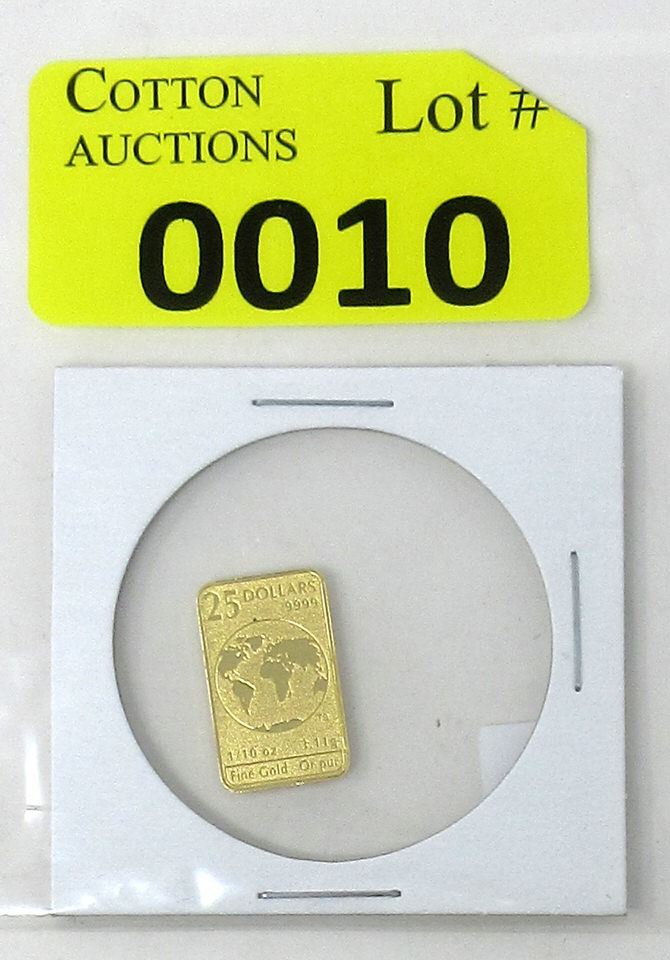 COTTON
AUCTIONS
Lot #
0010
25 DOLLARS
9999
1/10 oz 3.11g
Fine Gold Or pur